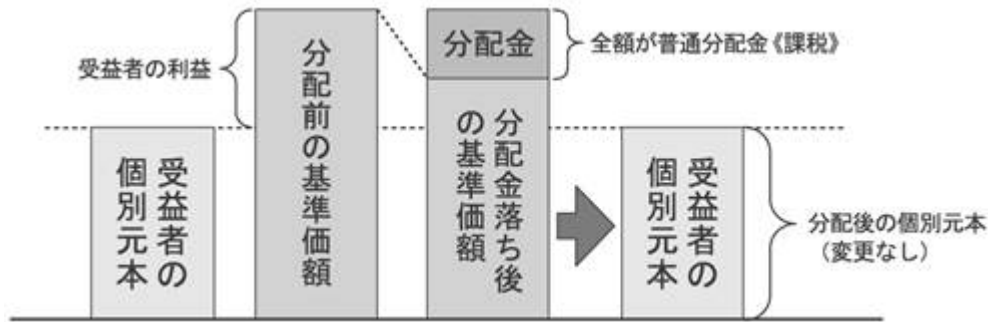 受益者の利益
受益者の
個別元本
分配前の基準価額
分配金
分配金落ち後
の基準価額
全額が普通分配金《課税》
受益者の
個別元本
分配後の個別元本
（変更なし）